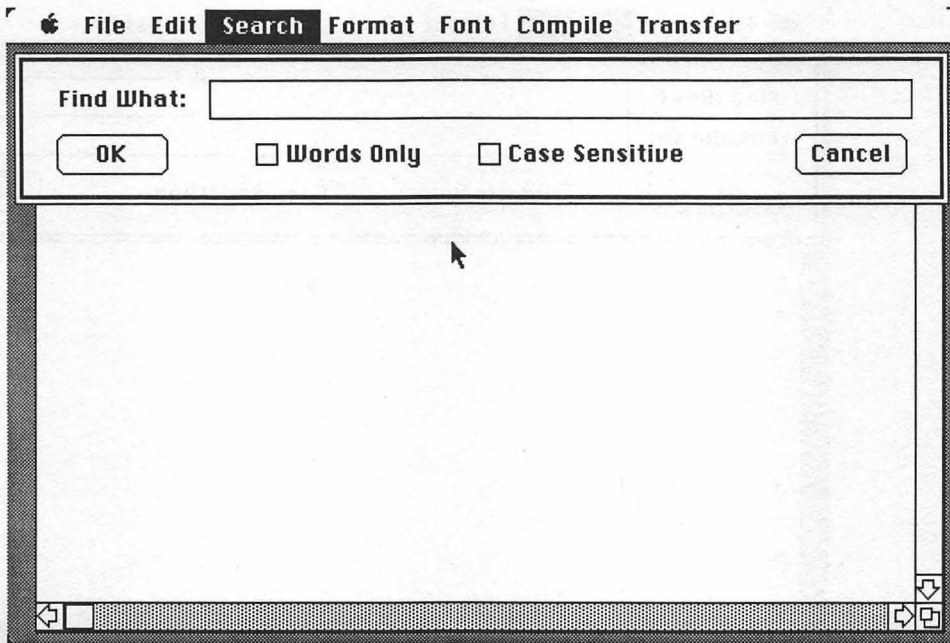 File Edit Search Format Font Compile Transfer
Find What:
OK Words Only Case Sensitive Cancel